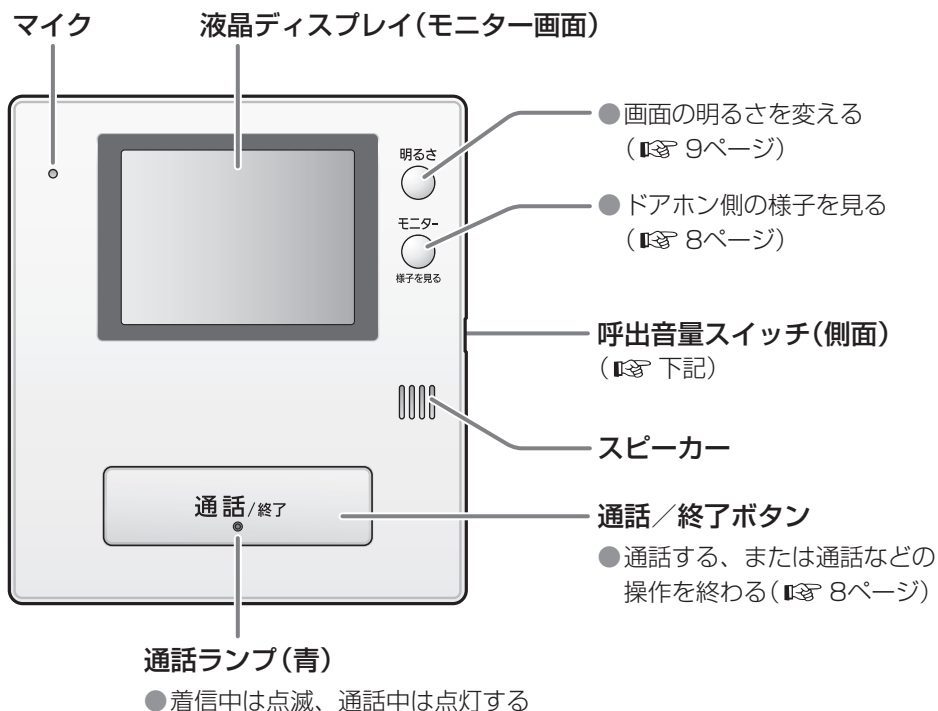 マイク
液晶ディスプレイ(モニター画面)
明るさ
モニター
様子を見る
●画面の明るさを変える
(☞ 9ページ)
●ドアホン側の様子を見る
(☞ 8ページ)
呼出音量スイッチ(側面)
(☞ 下記)
スピーカー
通話/終了
通話/終了ボタン
●通話する、または通話などの
操作を終わる(☞ 8ページ)
通話ランプ(青)
●着信中は点滅、通話中は点灯する